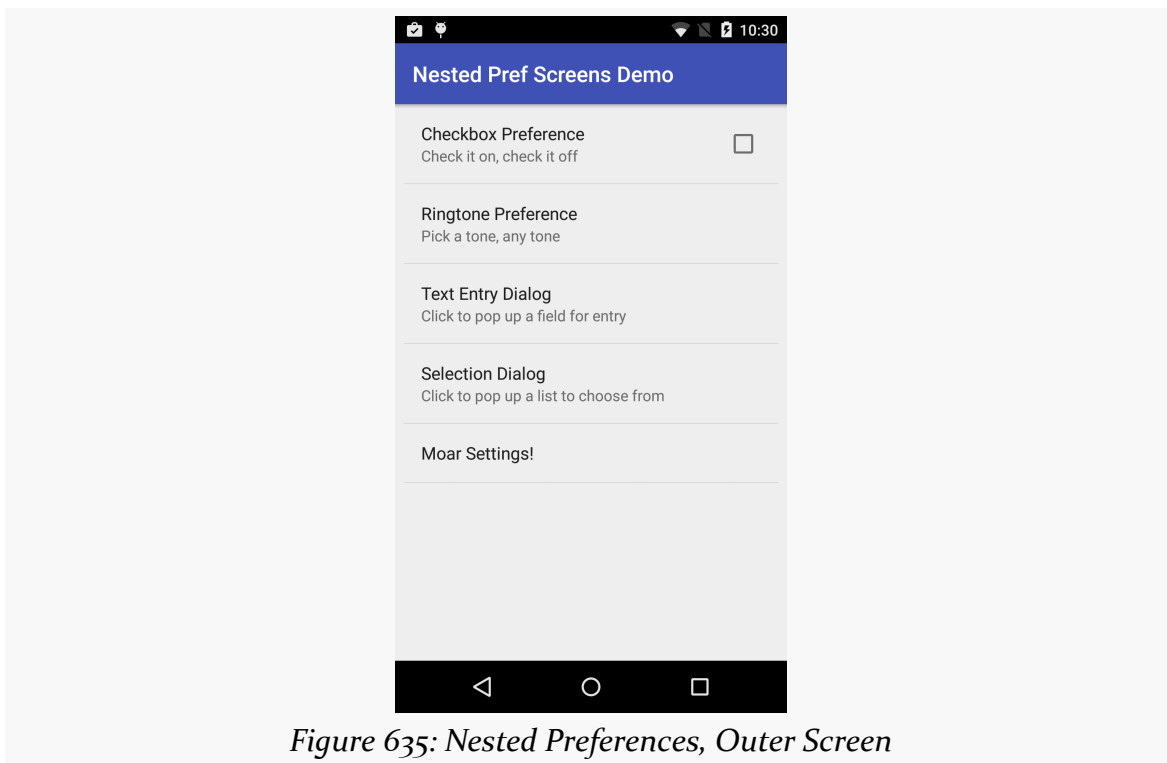 10:30
Nested Pref Screens Demo
Checkbox Preference
Check it on, check it off
Ringtone Preference
Pick a tone, any tone
Text Entry Dialog
Click to pop up a field for entry
Selection Dialog
Click to pop up a list to choose from
Moar Settings!
Figure 635: Nested Preferences, Outer Screen